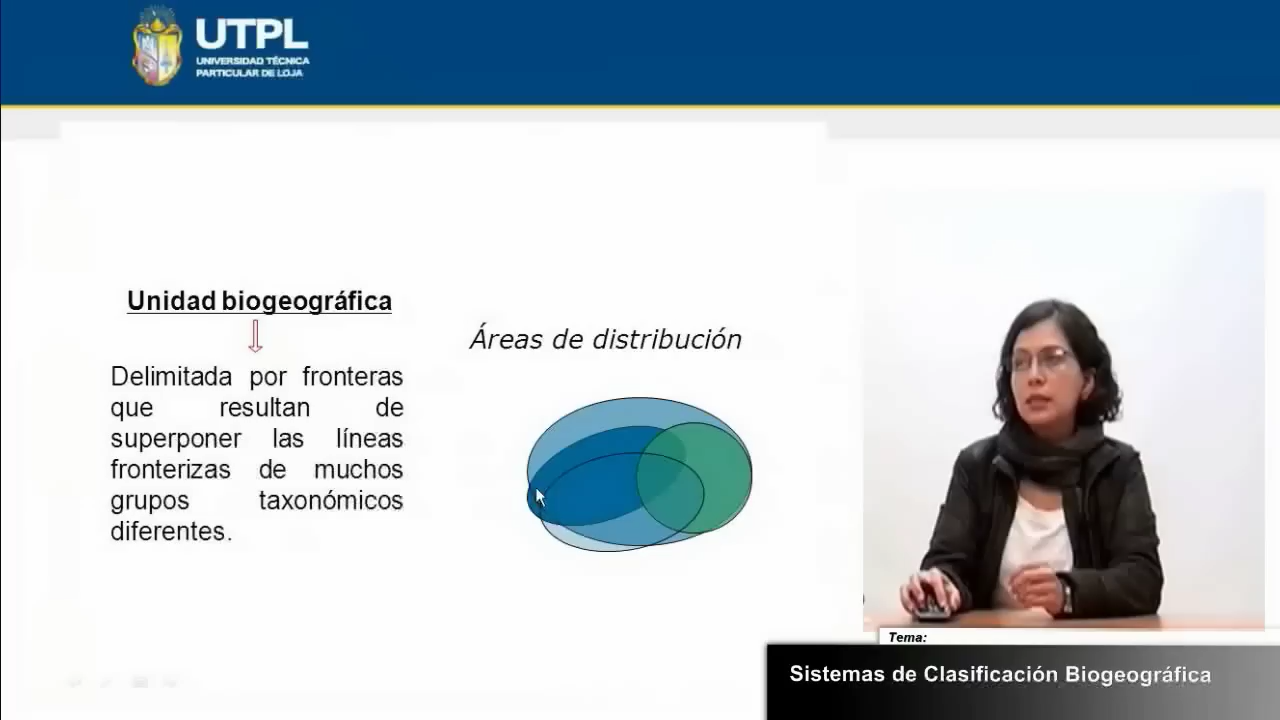 UTPL
UNIVERSIDAD TÉCNICA
PARTICULAR DE LOJA
Unidad biogeográfica
Delimitada por fronteras
que resultan de
superponer las líneas
fronterizas de muchos
grupos taxonómicos
diferentes.
Áreas de distribución
Tema:
Sistemas de Clasificación Biogeográfica